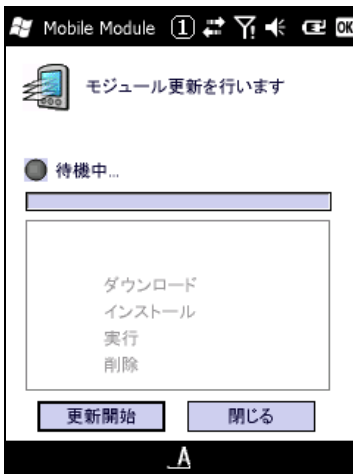 Mobile Module 1 OK
モジュール更新を行います
待機中...
ダウンロード
インストール
実行
削除
更新開始 閉じる
A